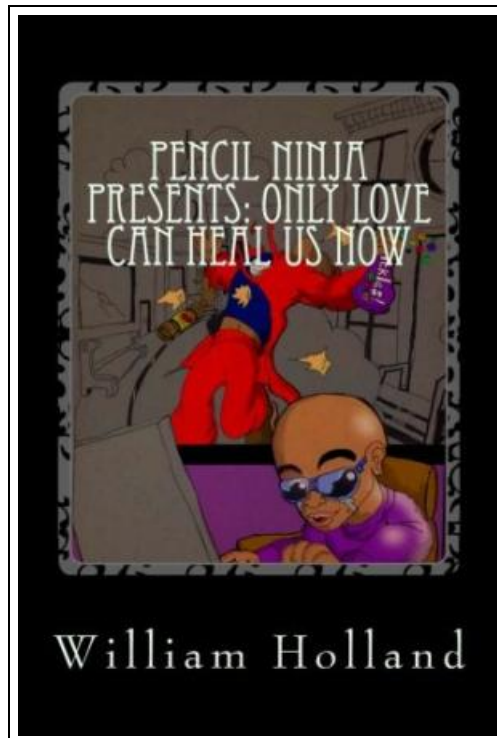 PENCIL NINJA
PRESENTS: ONLY LOVE
CAN HEAL US NOW
William Holland